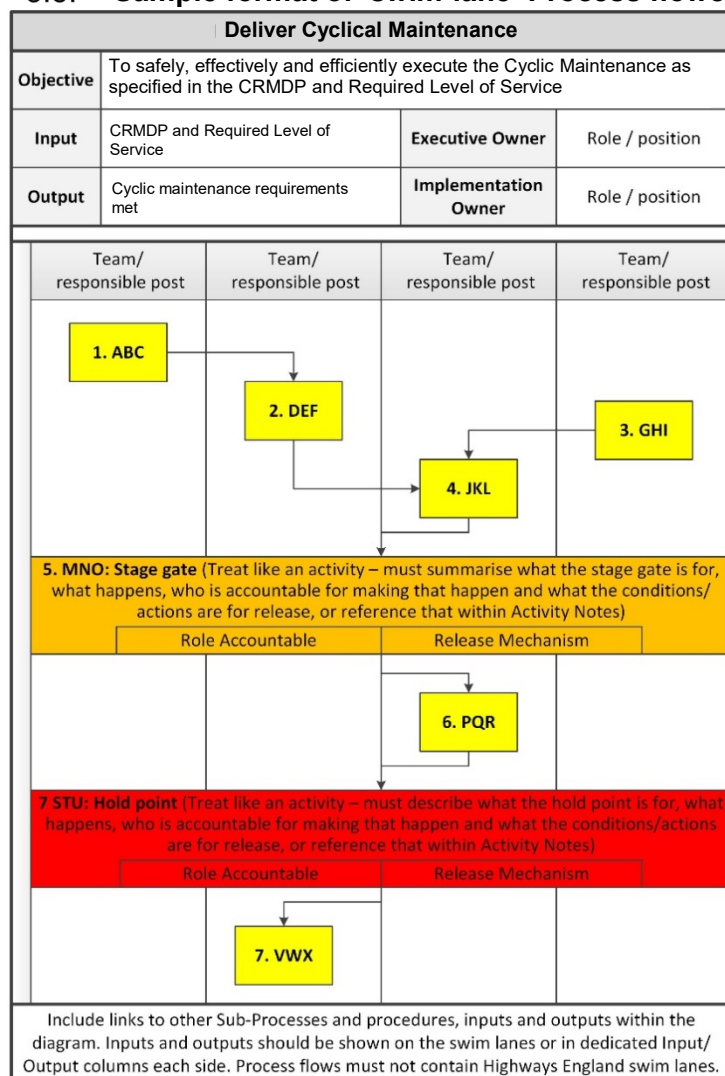 Deliver Cyclical Maintenance
Objective
To safely, effectively and efficiently execute the Cyclic Maintenance as
specified in the CRMDP and Required Level of Service
Input
CRMDP and Required Level of
Service
Executive Owner
Role / position
Output
Cyclic maintenance requirements
met
Implementation
Owner
Role / position
Team/
responsible post
Team/
responsible post
Team/
responsible post
Team/
responsible post
1. ABC
2. DEF
3. GHI
4. JKL
5. MNO: Stage gate (Treat like an activity – must summarise what the stage gate is for,
what happens, who is accountable for making that happen and what the conditions/
actions are for release, or reference that within Activity Notes)
Role Accountable
Release Mechanism
6. PQR
7 STU: Hold point (Treat like an activity – must describe what the hold point is for, what
happens, who is accountable for making that happen and what the conditions/actions
are for release, or reference that within Activity Notes)
Role Accountable
Release Mechanism
7. VWX
Include links to other Sub-Processes and procedures, inputs and outputs within the
diagram. Inputs and outputs should be shown on the swim lanes or in dedicated Input/
Output columns each side. Process flows must not contain Highways England swim lanes.